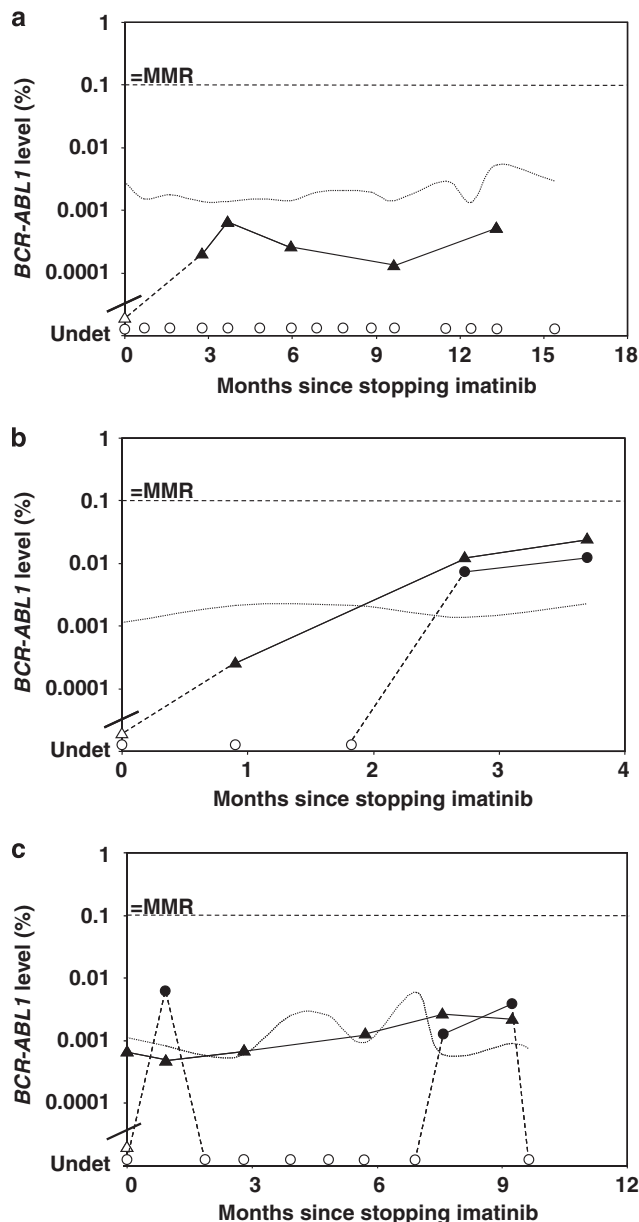 a
1
=MMR
0.1
0.01
0.001
0.0001
Undet
BCR-ABL1 level (%)
0 3 6 9 12 15 18
Months since stopping imatinib
b
1
=MMR
0.1
0.01
0.001
0.0001
Undet
BCR-ABL1 level (%)
0 1 2 3 4
Months since stopping imatinib
c
1
=MMR
0.1
0.01
0.001
0.0001
Undet
BCR-ABL1 level (%)
0 3 6 9 12
Months since stopping imatinib